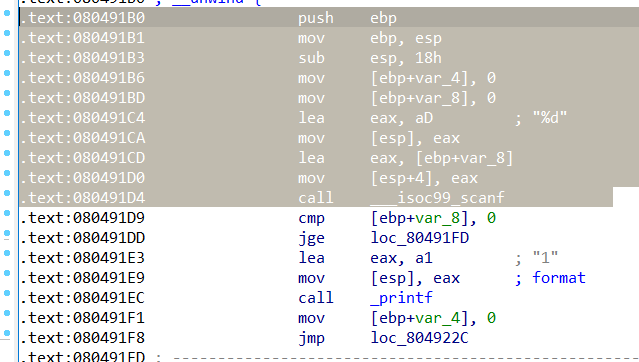 ; __unwind {
.text:080491B0 push ebp
.text:080491B1 mov ebp, esp
.text:080491B3 sub esp, 18h
.text:080491B6 mov [ebp+var_4], 0
.text:080491BD mov [ebp+var_8], 0
.text:080491C4 lea eax, aD ; "%d"
.text:080491CA mov [esp], eax
.text:080491CD lea eax, [ebp+var_8]
.text:080491D0 mov [esp+4], eax
.text:080491D4 call ___isoc99_scanf
.text:080491D9 cmp [ebp+var_8], 0
.text:080491DD jge loc_80491FD
.text:080491E3 lea eax, a1 ; "1"
.text:080491E9 mov [esp], eax ; format
.text:080491EC call _printf
.text:080491F1 mov [ebp+var_4], 0
.text:080491F8 jmp loc_804922C
.text:080491FD ; ---------------------------------------------------